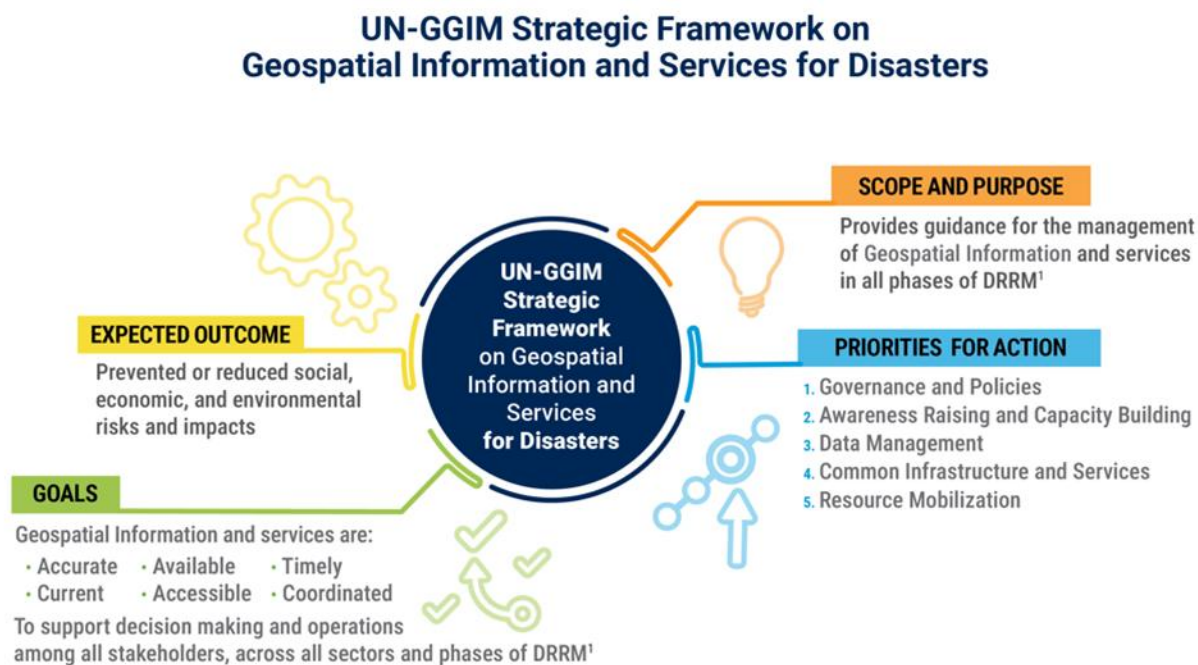 UN-GGIM Strategic Framework on
Geospatial Information and Services for Disasters
SCOPE AND PURPOSE
Provides guidance for the management
of Geospatial Information and services
in all phases of DRRM¹
UN-GGIM
Strategic
Framework
on Geospatial
Information and
Services
for Disasters
EXPECTED OUTCOME
Prevented or reduced social,
economic, and environmental
risks and impacts
PRIORITIES FOR ACTION
1. Governance and Policies
2. Awareness Raising and Capacity Building
3. Data Management
4. Common Infrastructure and Services
5. Resource Mobilization
GOALS
Geospatial Information and services are:
• Accurate • Available • Timely
• Current • Accessible • Coordinated
To support decision making and operations
among all stakeholders, across all sectors and phases of DRRM¹